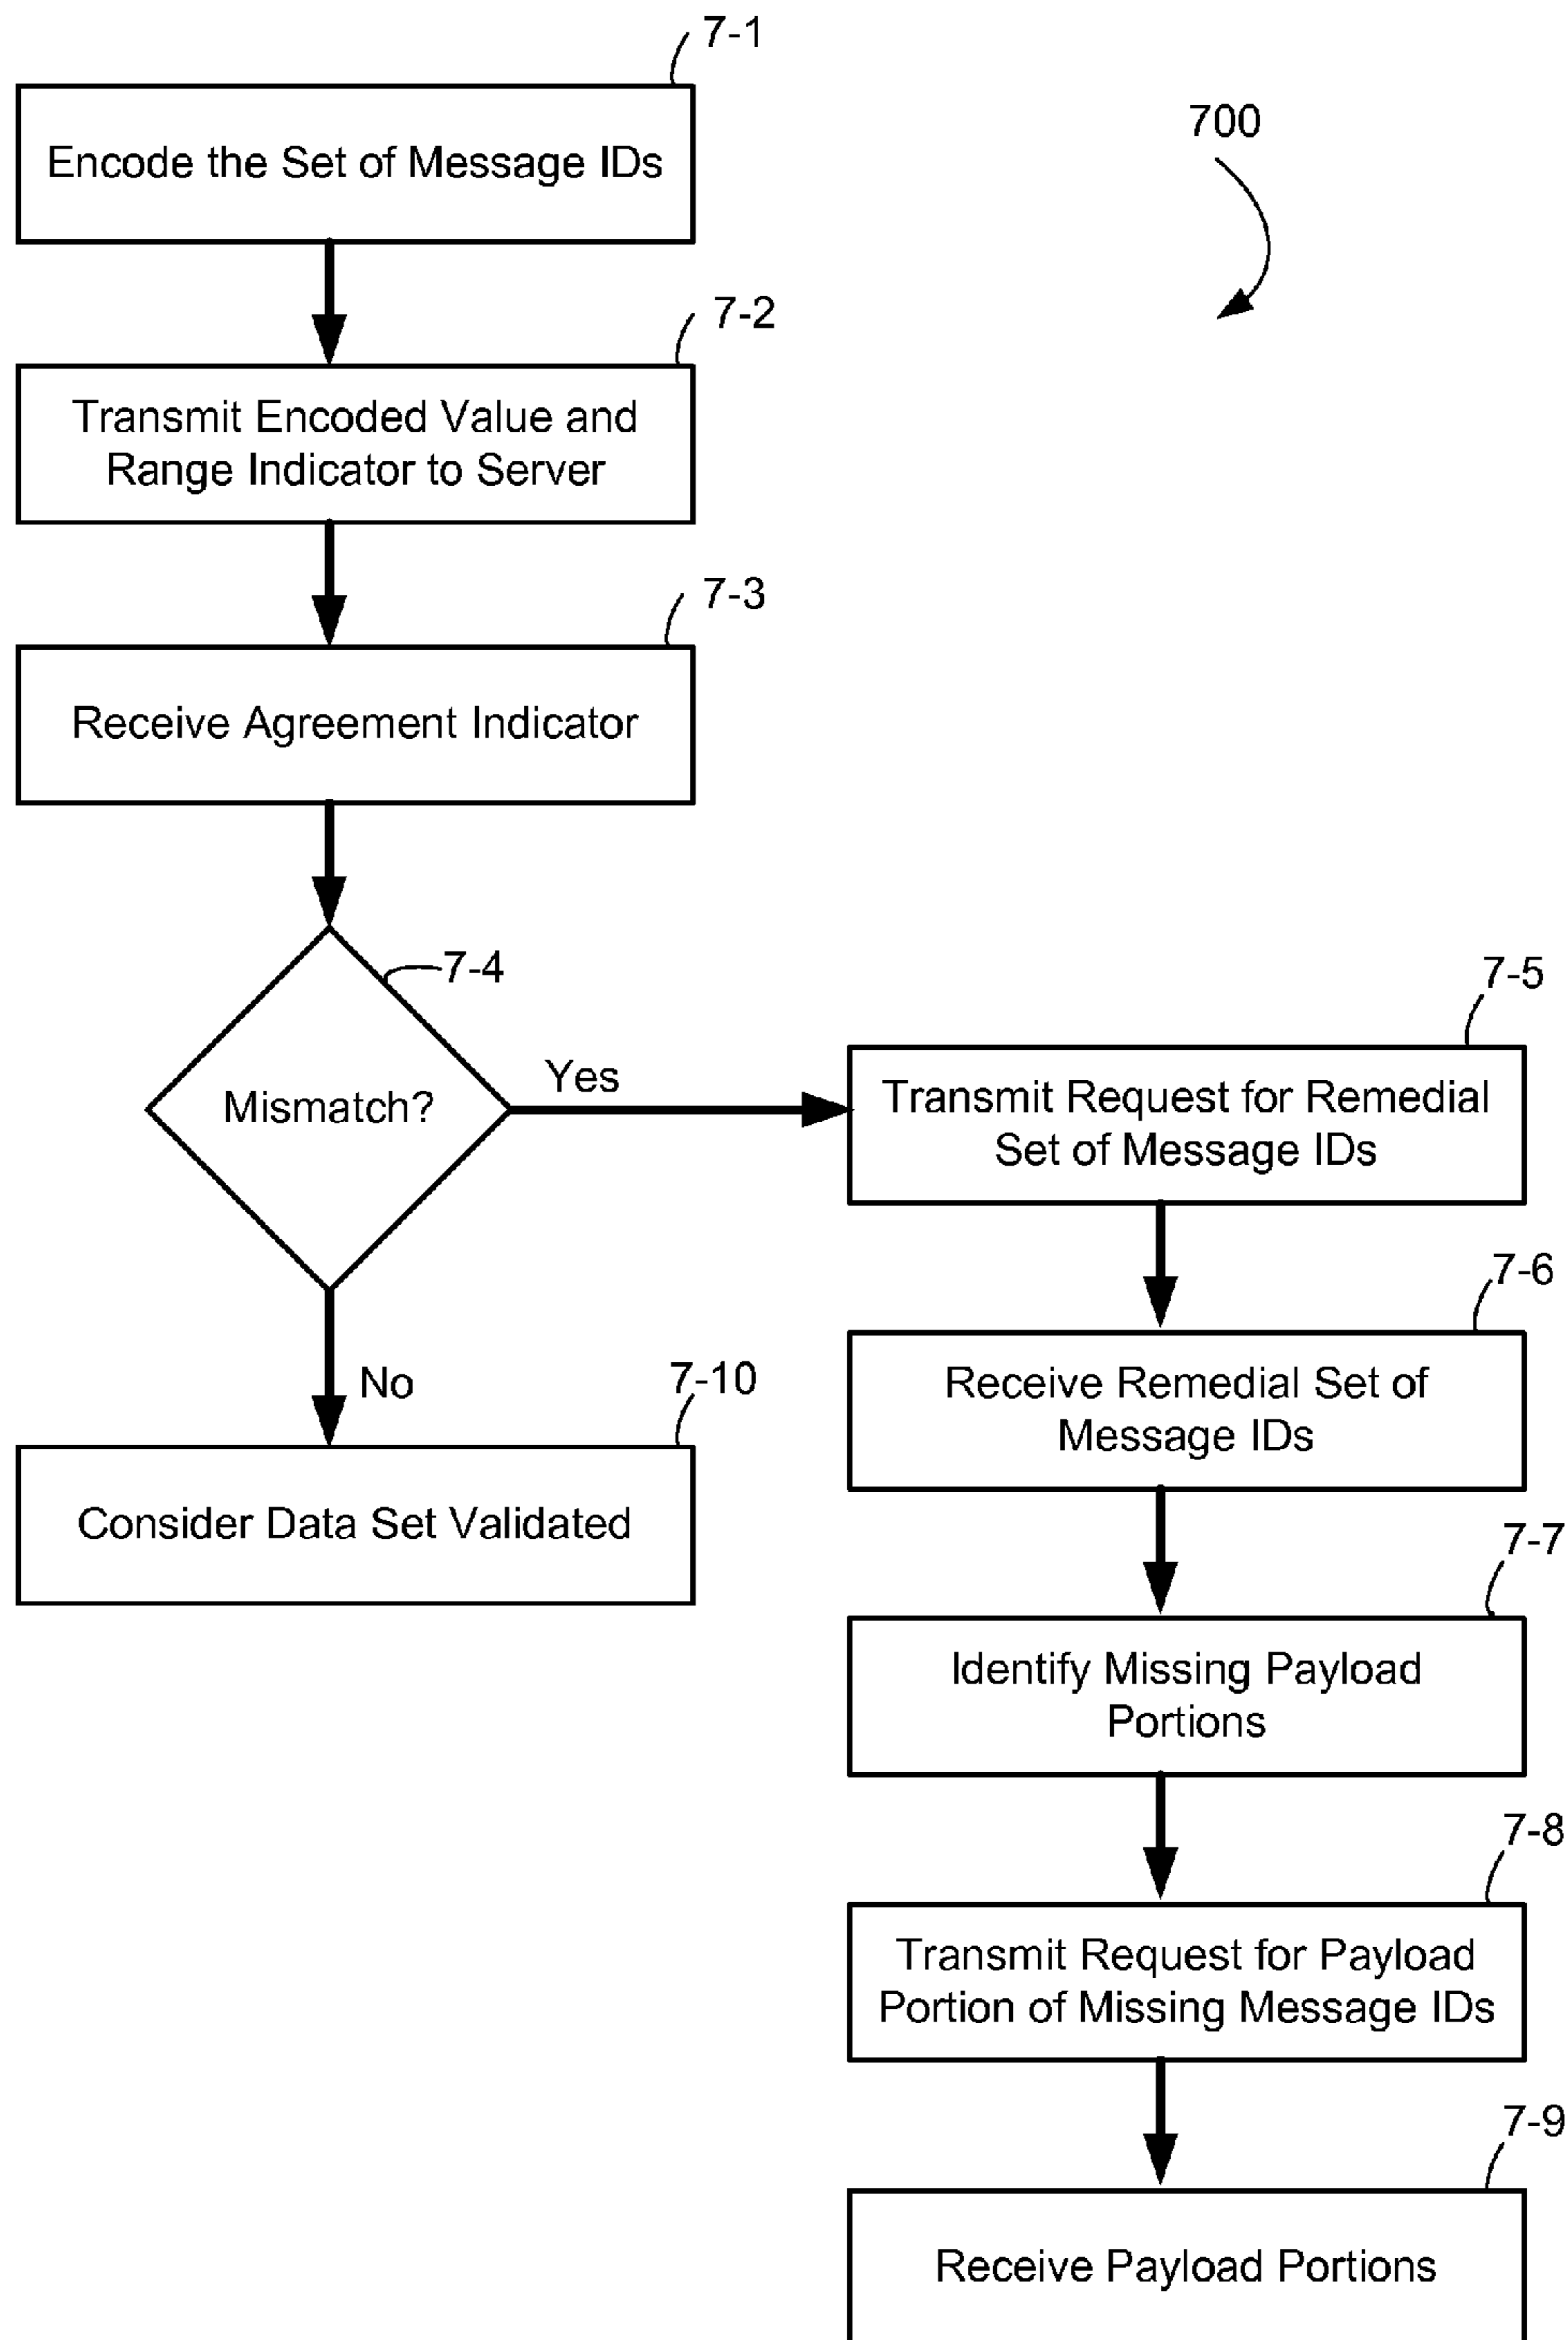 7-1
Encode the Set of Message IDs
700
7-2
Transmit Encoded Value and
Range Indicator to Server
7-3
Receive Agreement Indicator
7-4
Mismatch?
Yes
No
7-10
Consider Data Set Validated
7-5
Transmit Request for Remedial
Set of Message IDs
7-6
Receive Remedial Set of
Message IDs
7-7
Identify Missing Payload
Portions
7-8
Transmit Request for Payload
Portion of Missing Message IDs
7-9
Receive Payload Portions